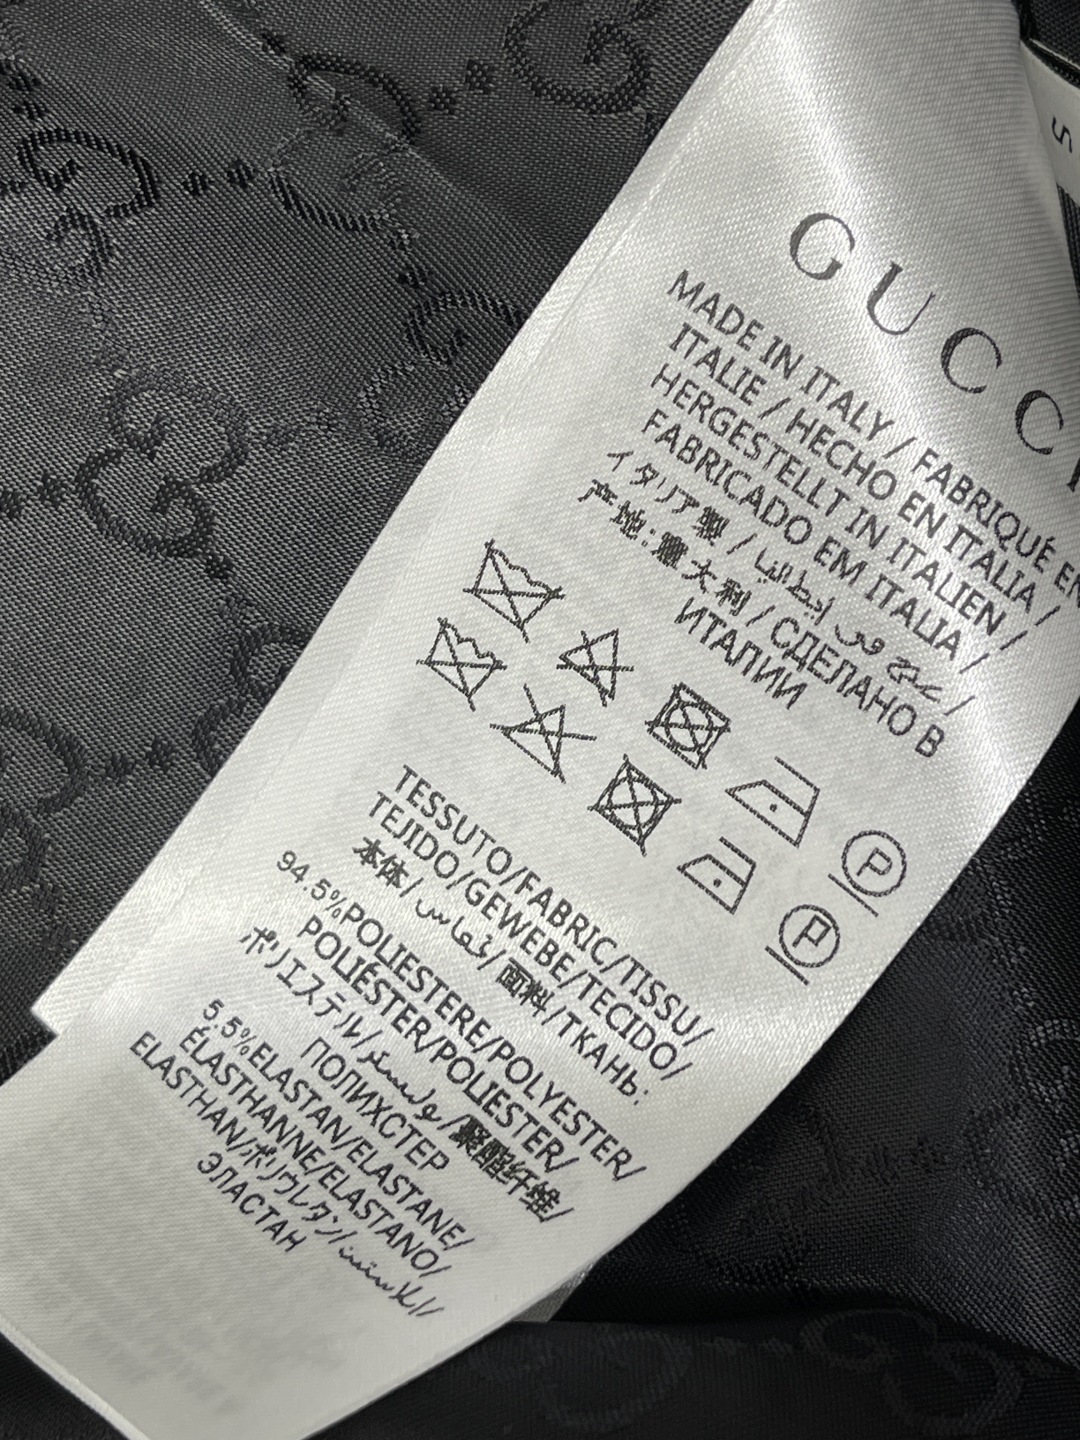 5
GUCCI
MADE IN ITALY / FABRIQUÉ EN
ITALIE / HECHO EN ITALIA /
HERGESTELLT IN ITALIEN /
FABRICADO EM ITALIA /
イタリア製 / صنع في إيطاليا /
产地:意大利 / СДЕЛАНО В
ИТАЛИИ
P
P
TESSUTO/FABRIC/TISSU/
TEJIDO/GEWEBE/TECIDO/
本体/قماش/面料/ТКАНЬ:
94.5%POLIESTERE/POLYESTER/
POLIÉSTER/POLIESTER/
ポリエステル/بوليستر/聚酯纤维/
ПОЛИХСТЕР
5.5%ELASTAN/ELASTANE/
ÉLASTHANNE/ELASTANO/
ELASTHAN/ポリウレタン/إيلاستين/
ЭЛАСТАН